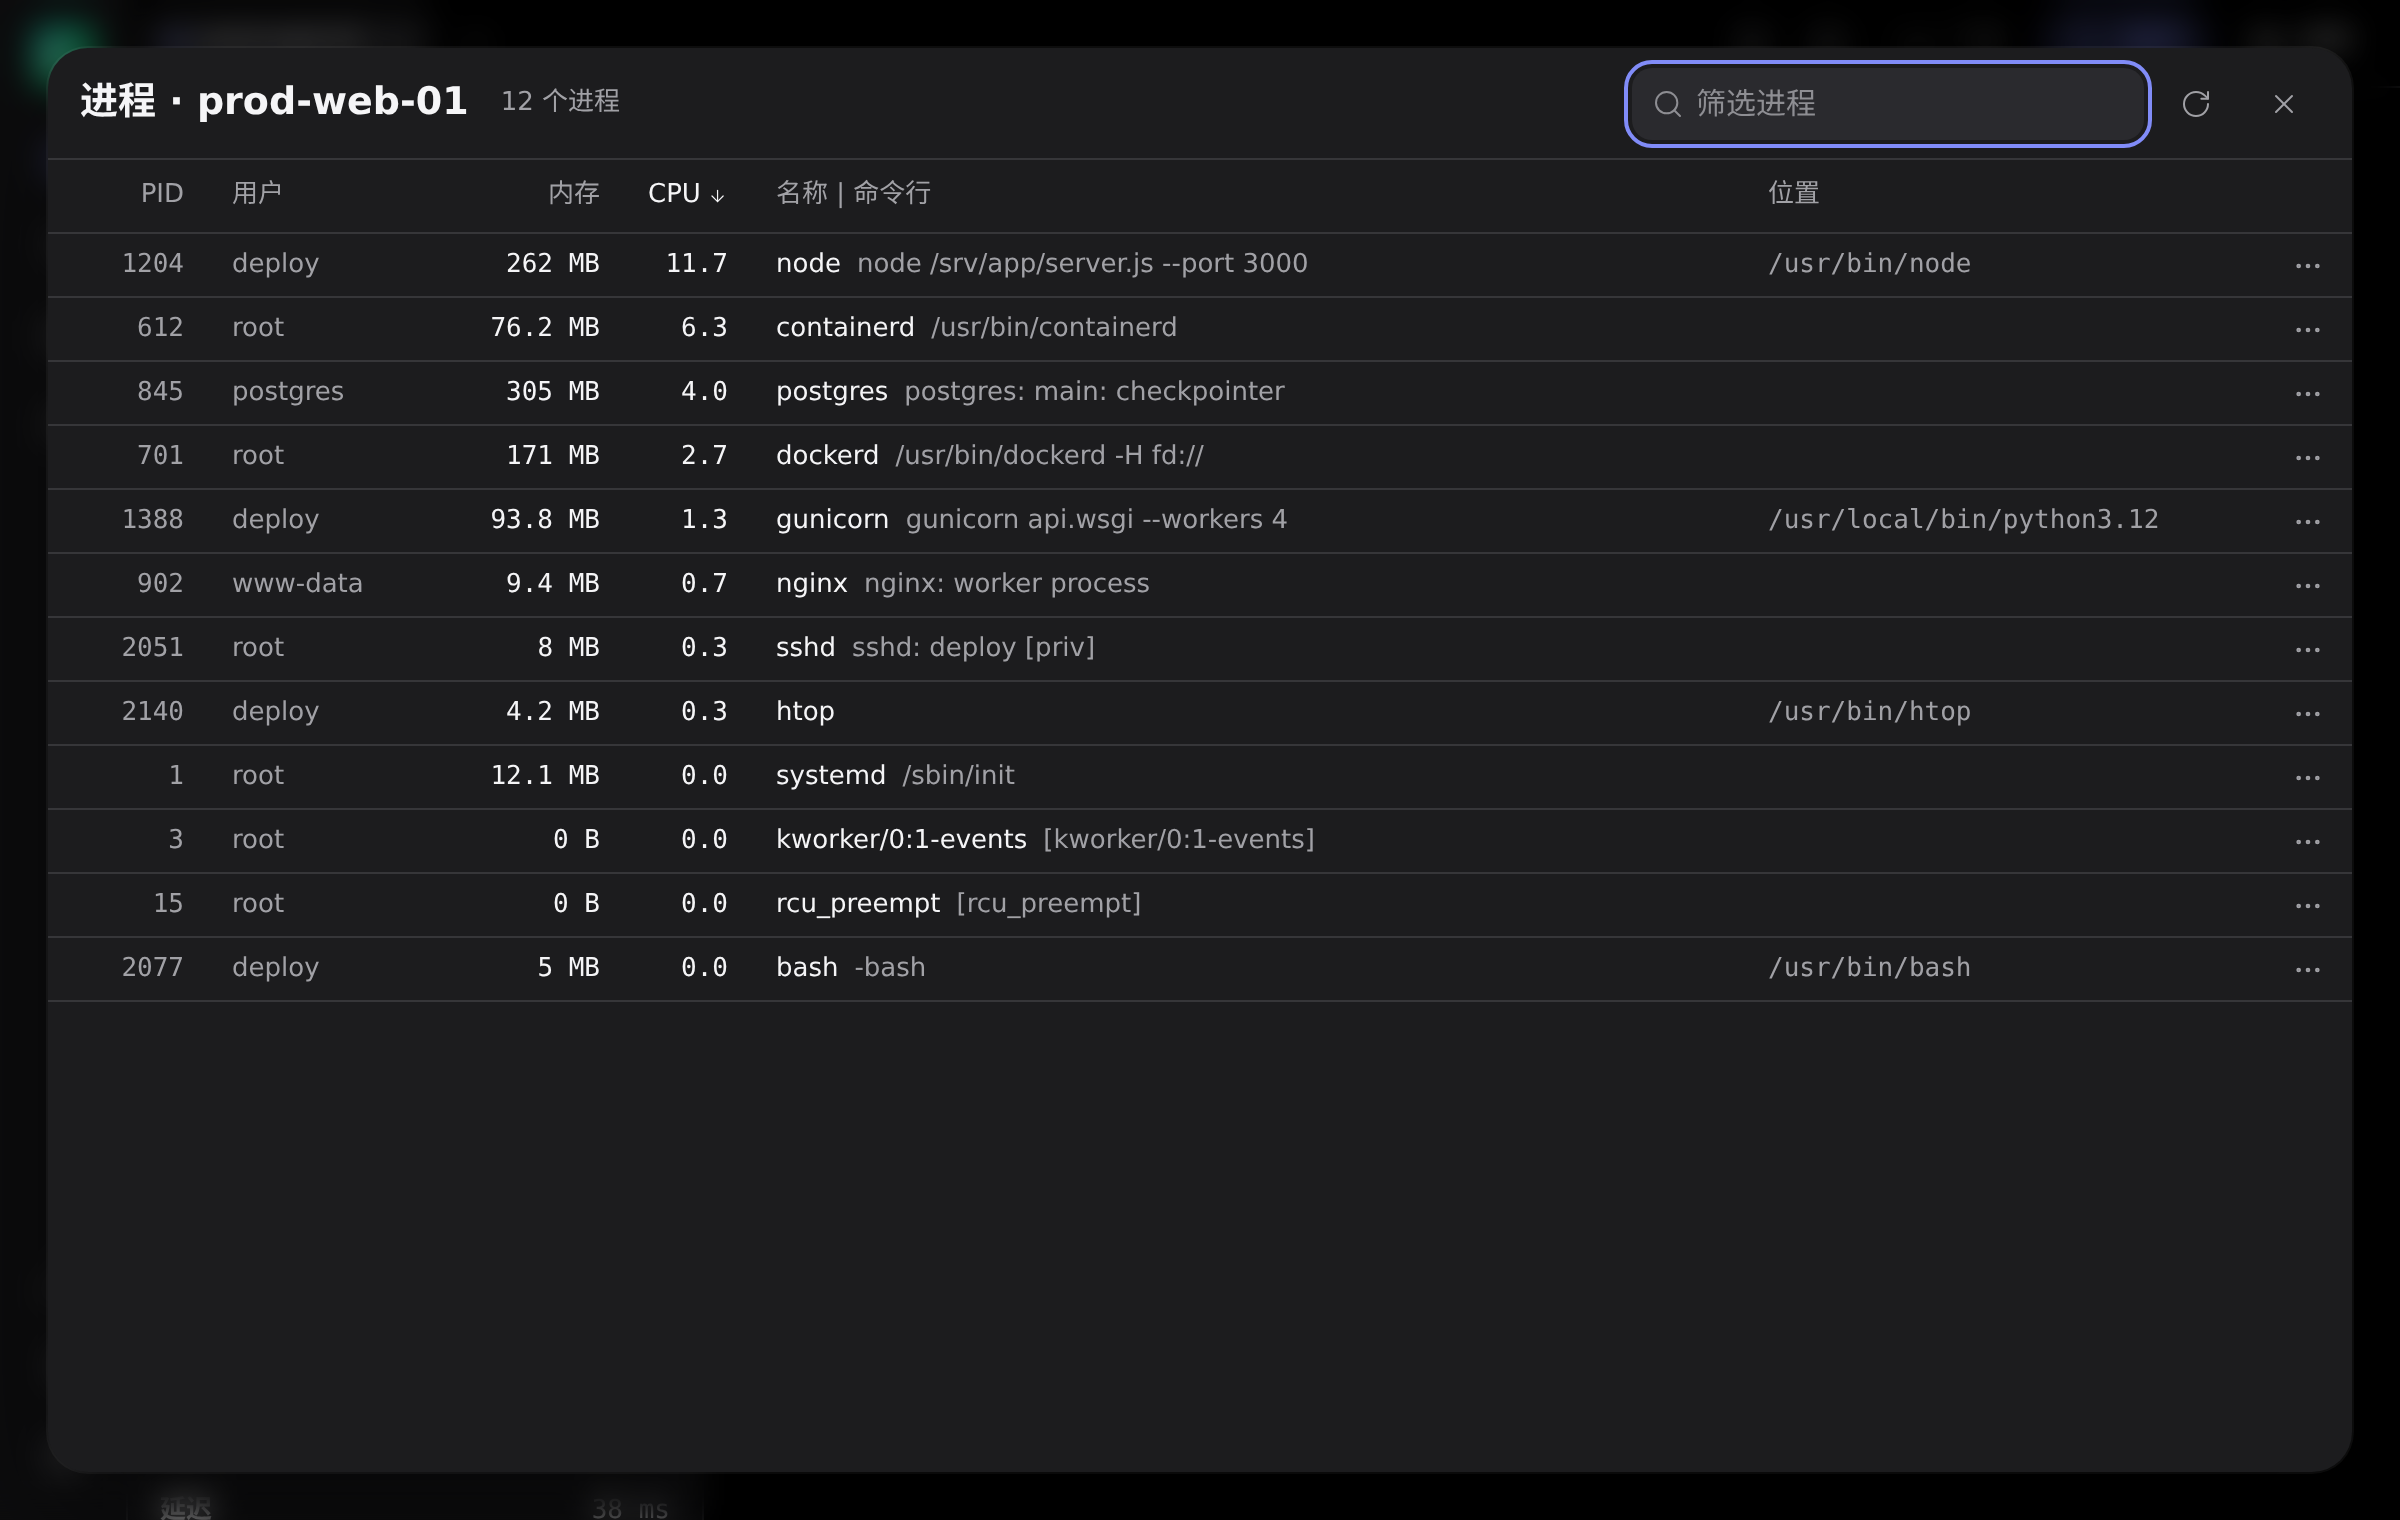 进程 · prod-web-01 12 个进程 筛选进程
PID 用户 内存 CPU ↓ 名称 | 命令行 位置
1204 deploy 262 MB 11.7 node node /srv/app/server.js --port 3000 /usr/bin/node ···
612 root 76.2 MB 6.3 containerd /usr/bin/containerd ···
845 postgres 305 MB 4.0 postgres postgres: main: checkpointer ···
701 root 171 MB 2.7 dockerd /usr/bin/dockerd -H fd:// ···
1388 deploy 93.8 MB 1.3 gunicorn gunicorn api.wsgi --workers 4 /usr/local/bin/python3.12 ···
902 www-data 9.4 MB 0.7 nginx nginx: worker process ···
2051 root 8 MB 0.3 sshd sshd: deploy [priv] ···
2140 deploy 4.2 MB 0.3 htop /usr/bin/htop ···
1 root 12.1 MB 0.0 systemd /sbin/init ···
3 root 0 B 0.0 kworker/0:1-events [kworker/0:1-events] ···
15 root 0 B 0.0 rcu_preempt [rcu_preempt] ···
2077 deploy 5 MB 0.0 bash -bash /usr/bin/bash ···
延迟 38 ms